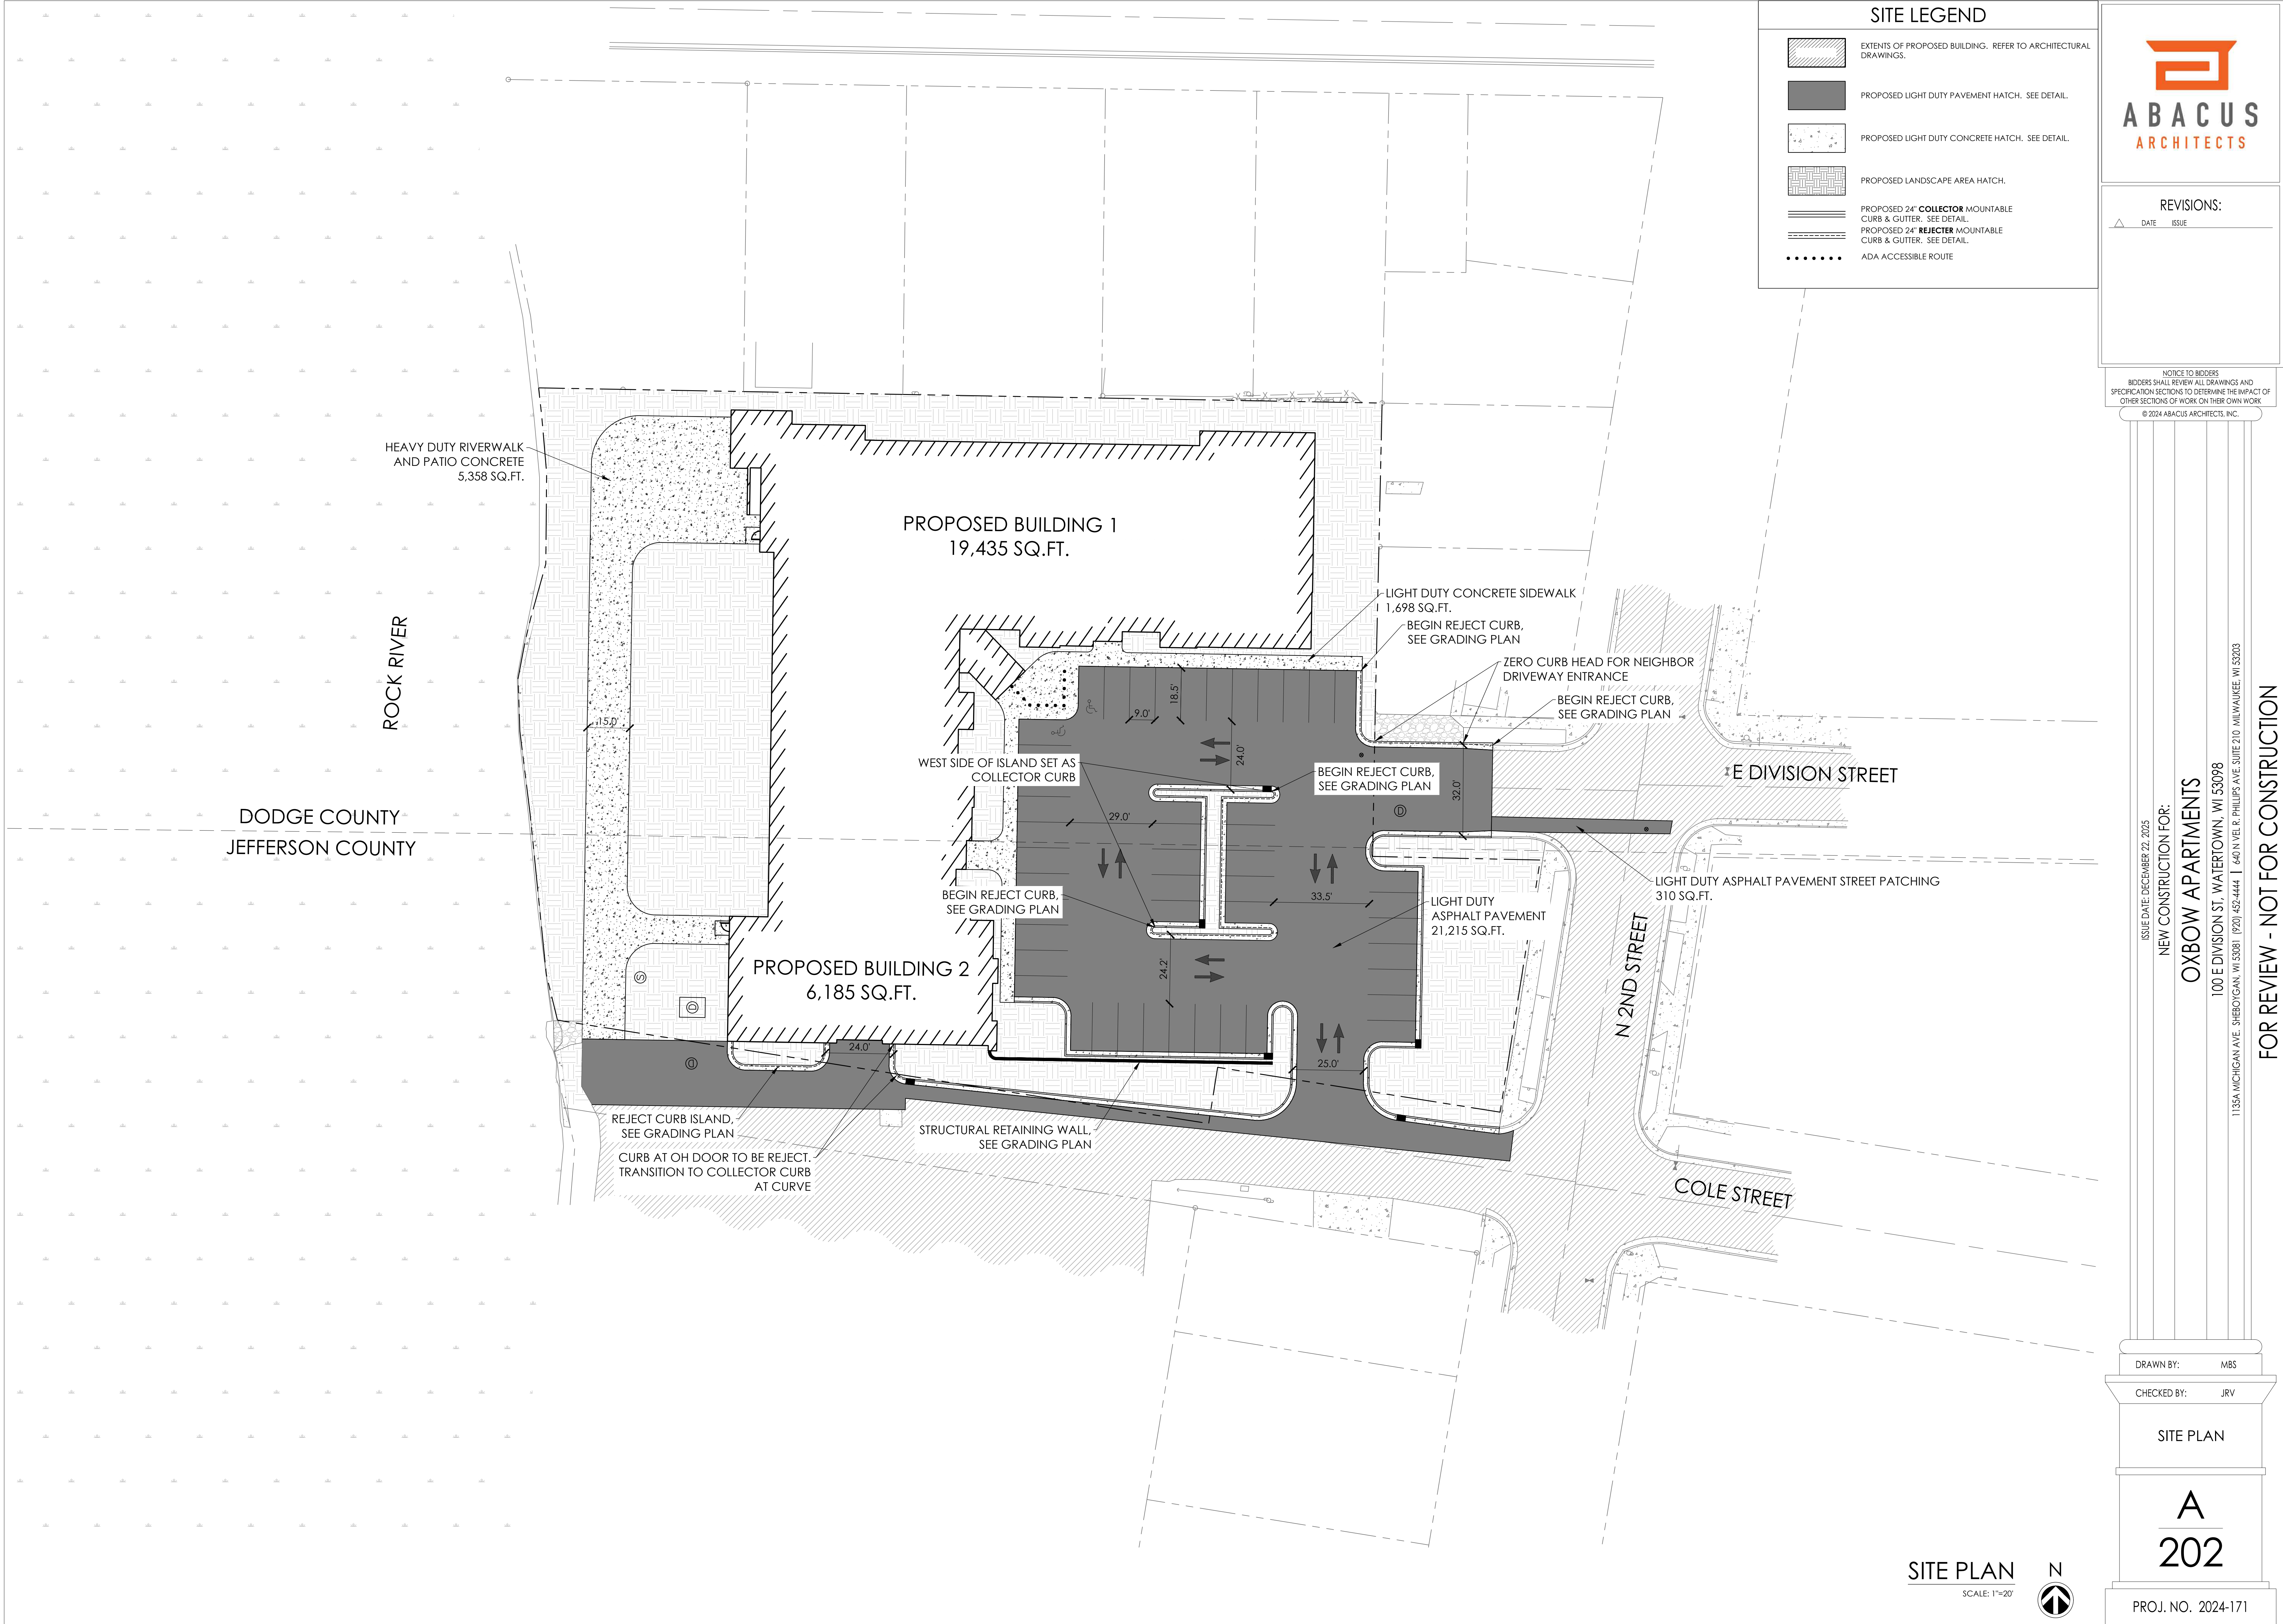 SITE LEGEND
EXTENTS OF PROPOSED BUILDING. REFER TO ARCHITECTURAL
DRAWINGS.
PROPOSED LIGHT DUTY PAVEMENT HATCH. SEE DETAIL.
PROPOSED LIGHT DUTY CONCRETE HATCH. SEE DETAIL.
PROPOSED LANDSCAPE AREA HATCH.
PROPOSED 24" COLLECTOR MOUNTABLE
CURB & GUTTER. SEE DETAIL.
PROPOSED 24" REJECTER MOUNTABLE
CURB & GUTTER. SEE DETAIL.
ADA ACCESSIBLE ROUTE
HEAVY DUTY RIVERWALK
AND PATIO CONCRETE
5,358 SQ.FT.
PROPOSED BUILDING 1
19,435 SQ.FT.
LIGHT DUTY CONCRETE SIDEWALK
1,698 SQ.FT.
BEGIN REJECT CURB,
SEE GRADING PLAN
ZERO CURB HEAD FOR NEIGHBOR
DRIVEWAY ENTRANCE
BEGIN REJECT CURB,
SEE GRADING PLAN
ROCK RIVER
15.0'
9.0'
18.5'
24.0'
WEST SIDE OF ISLAND SET AS
COLLECTOR CURB
BEGIN REJECT CURB,
SEE GRADING PLAN
32.0'
D
E DIVISION STREET
DODGE COUNTY
JEFFERSON COUNTY
29.0'
BEGIN REJECT CURB,
SEE GRADING PLAN
33.5'
LIGHT DUTY
ASPHALT PAVEMENT
21,215 SQ.FT.
LIGHT DUTY ASPHALT PAVEMENT STREET PATCHING
310 SQ.FT.
N 2ND STREET
24.2'
PROPOSED BUILDING 2
6,185 SQ.FT.
S
D
D
24.0'
25.0'
REJECT CURB ISLAND,
SEE GRADING PLAN
CURB AT OH DOOR TO BE REJECT.
TRANSITION TO COLLECTOR CURB
AT CURVE
STRUCTURAL RETAINING WALL,
SEE GRADING PLAN
COLE STREET
SITE PLAN
SCALE: 1"=20'
N
ABACUS
ARCHITECTS
REVISIONS:
DATE ISSUE
NOTICE TO BIDDERS
BIDDERS SHALL REVIEW ALL DRAWINGS AND
SPECIFICATION SECTIONS TO DETERMINE THE IMPACT OF
OTHER SECTIONS OF WORK ON THEIR OWN WORK
© 2024 ABACUS ARCHITECTS, INC.
ISSUE DATE: DECEMBER 22, 2025
NEW CONSTRUCTION FOR:
OXBOW APARTMENTS
100 E DIVISION ST, WATERTOWN, WI 53098
1135A MICHIGAN AVE. SHEBOYGAN, WI 53081 (920) 452-4444 | 640 N VEL R. PHILLIPS AVE. SUITE 210 MILWAUKEE, WI 53203
FOR REVIEW - NOT FOR CONSTRUCTION
DRAWN BY: MBS
CHECKED BY: JRV
SITE PLAN
A
202
PROJ. NO. 2024-171